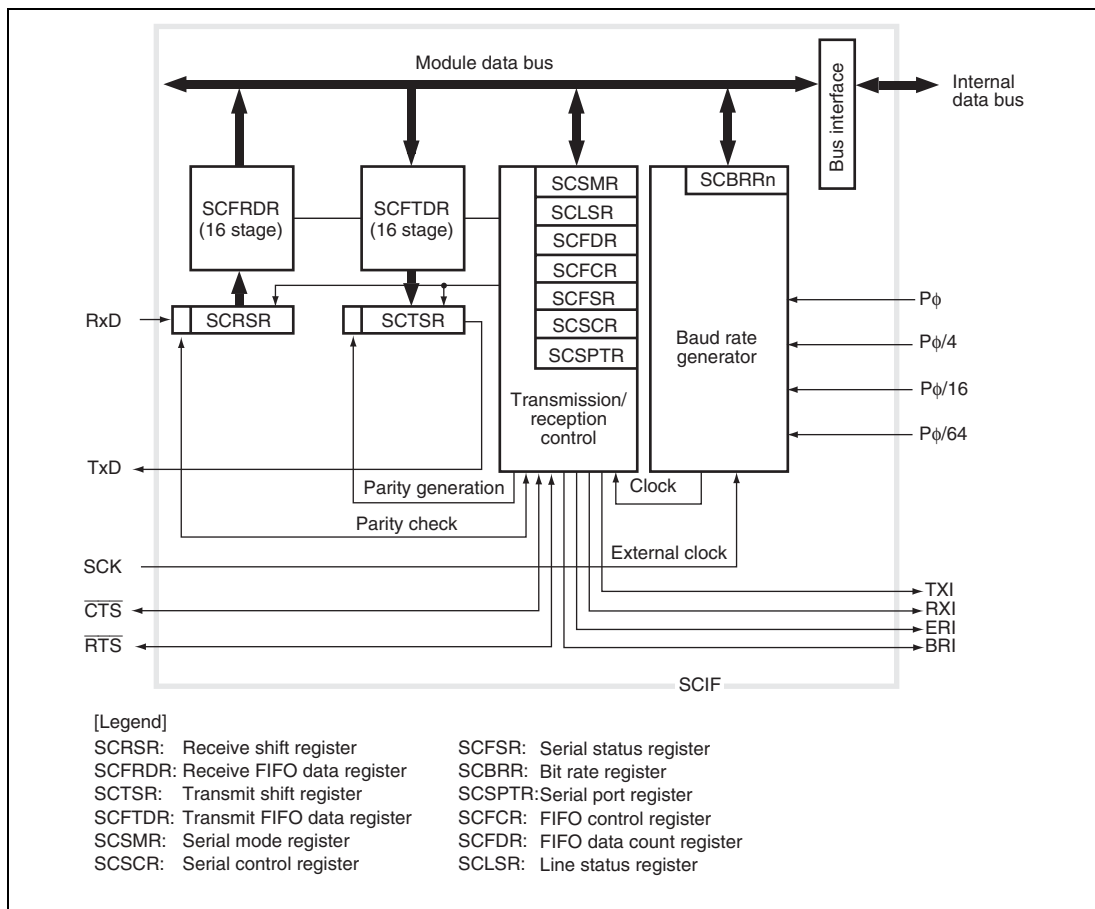 Module data bus
Bus interface
Internal
data bus
SCFRDR
(16 stage)
SCFTDR
(16 stage)
SCSMR
SCLSR
SCFDR
SCFCR
SCFSR
SCSCR
SCSPTR
Transmission/
reception
control
SCBRRn
Baud rate
generator
RxD
SCRSR
SCTSR
Pϕ
Pϕ/4
Pϕ/16
Pϕ/64
TxD
Parity generation
Clock
Parity check
SCK
External clock
C̅T̅S̅
R̅T̅S̅
TXI
RXI
ERI
BRI
SCIF
[Legend]
SCRSR: Receive shift register
SCFRDR: Receive FIFO data register
SCTSR: Transmit shift register
SCFTDR: Transmit FIFO data register
SCSMR: Serial mode register
SCSCR: Serial control register
SCFSR: Serial status register
SCBRR: Bit rate register
SCSPTR:Serial port register
SCFCR: FIFO control register
SCFDR: FIFO data count register
SCLSR: Line status register